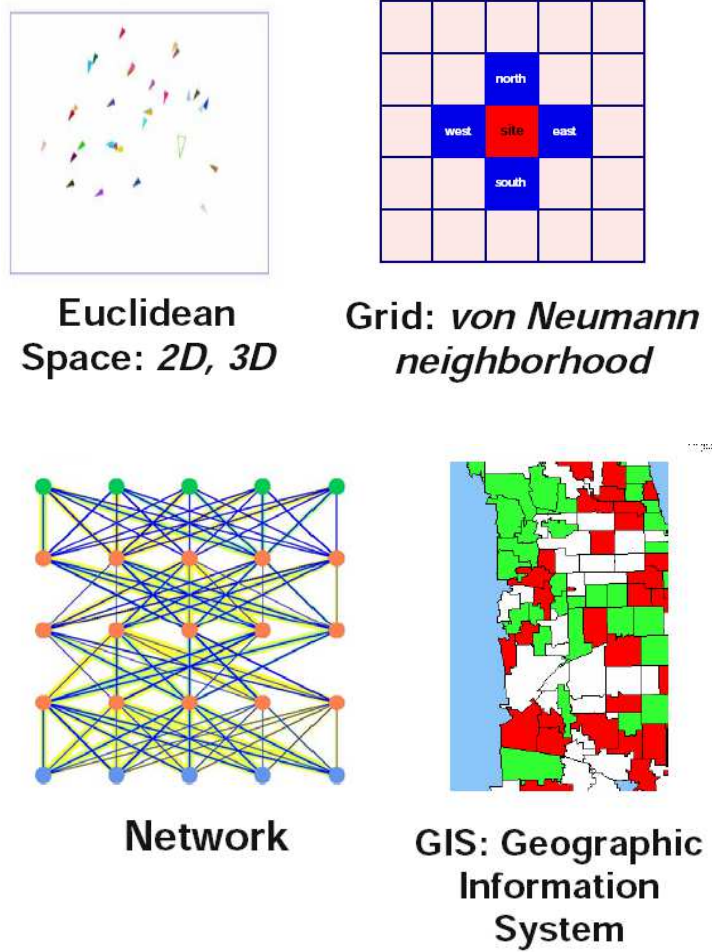 north
west
site
east
south
Euclidean
Space: 2D, 3D
Grid: von Neumann
neighborhood
Network
GIS: Geographic
Information
System